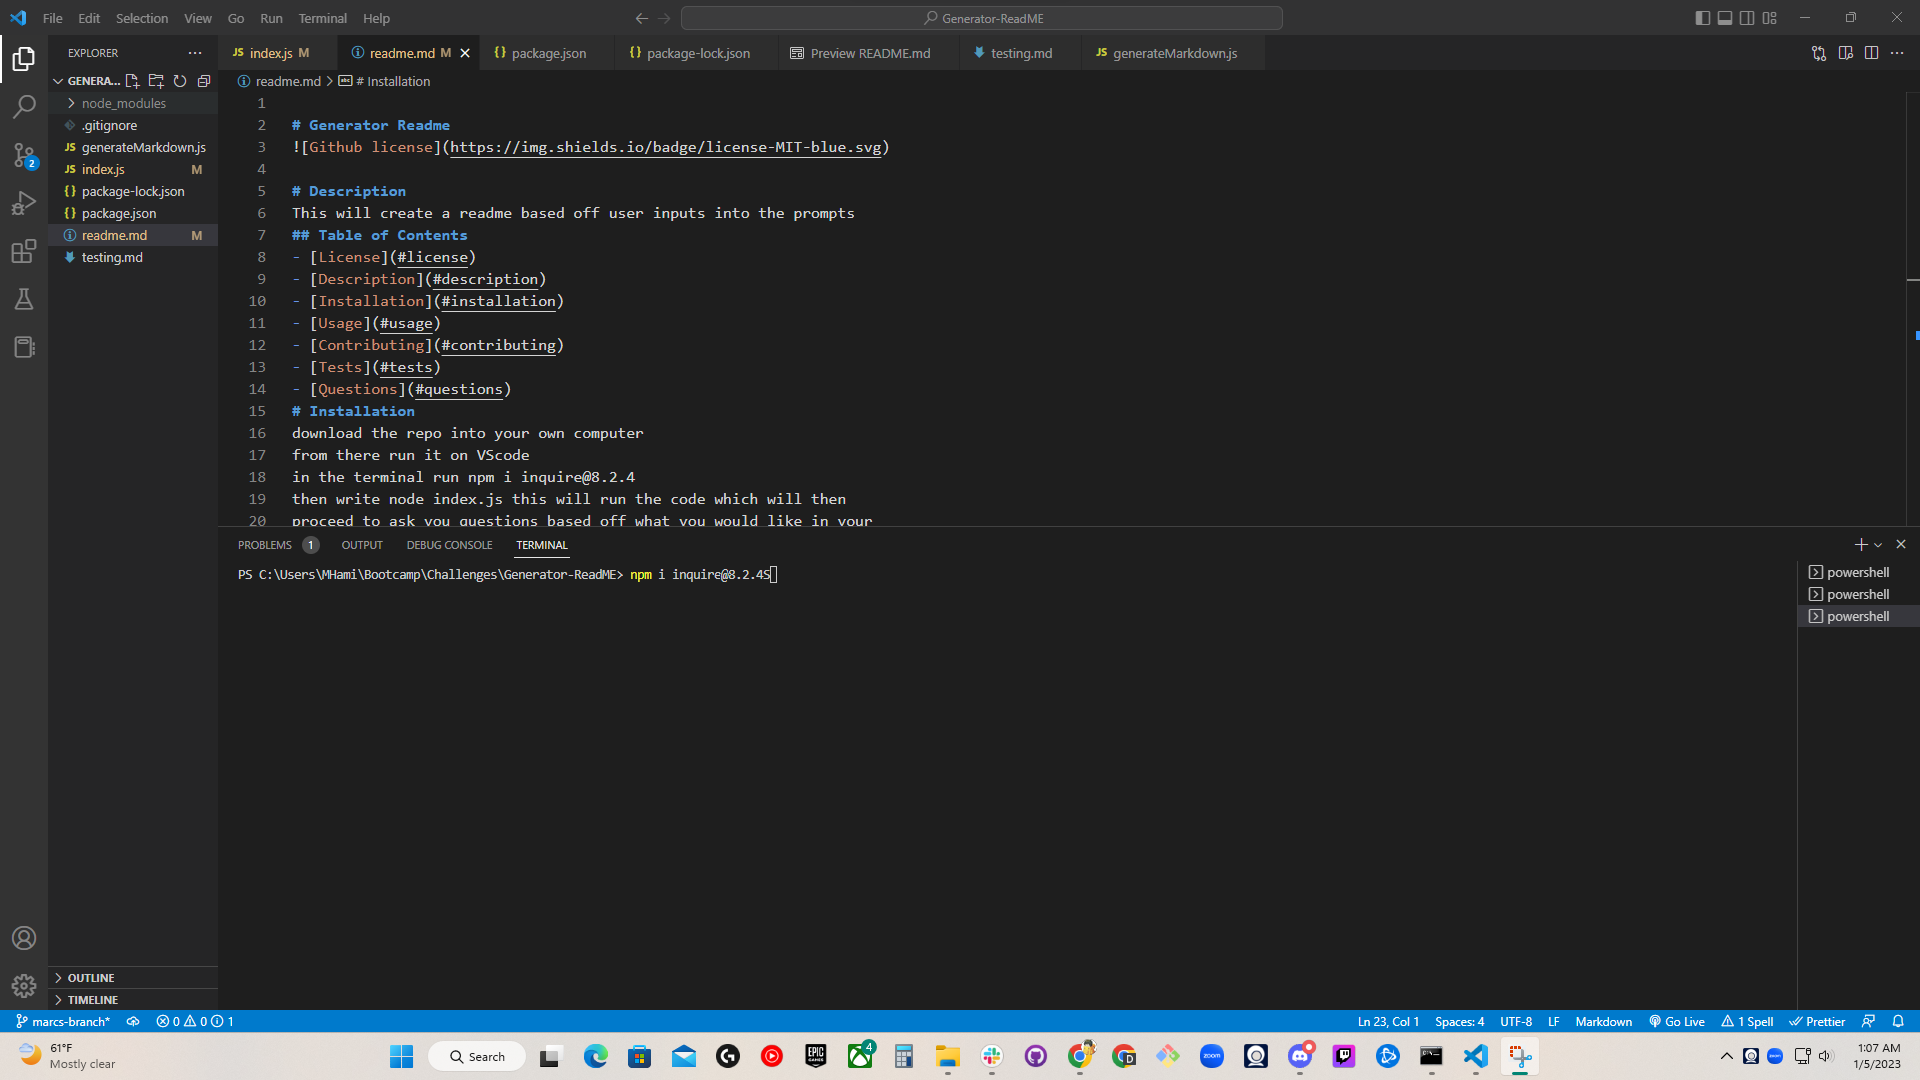 File Edit Selection View Go Run Terminal Help
Generator-ReadME
EXPLORER
index.js M
readme.md M
package.json
package-lock.json
Preview README.md
testing.md
JS generateMarkdown.js
GENERA...
readme.md > # Installation
node_modules
.gitignore
JS generateMarkdown.js
JS index.js M
{} package-lock.json
{} package.json
readme.md M
testing.md
1
2 # Generator Readme
3 ![Github license](https://img.shields.io/badge/license-MIT-blue.svg)
4
5 # Description
6 This will create a readme based off user inputs into the prompts
7 ## Table of Contents
8 - [License](#license)
9 - [Description](#description)
10 - [Installation](#installation)
11 - [Usage](#usage)
12 - [Contributing](#contributing)
13 - [Tests](#tests)
14 - [Questions](#questions)
15 # Installation
16 download the repo into your own computer
17 from there run it on VScode
18 in the terminal run npm i inquire@8.2.4
19 then write node index.js this will run the code which will then
20 proceed to ask you questions based off what you would like in your
PROBLEMS 1 OUTPUT DEBUG CONSOLE TERMINAL
PS C:\Users\MHami\Bootcamp\Challenges\Generator-ReadME> npm i inquire@8.2.4S
powershell
powershell
powershell
2
OUTLINE
TIMELINE
marcs-branch* 0 0 1
Ln 23, Col 1 Spaces: 4 UTF-8 LF Markdown Go Live 1 Spell Prettier
61°F
Mostly clear
Search
EPIC GAMES
4
D
zoom
zoom
1:07 AM
1/5/2023